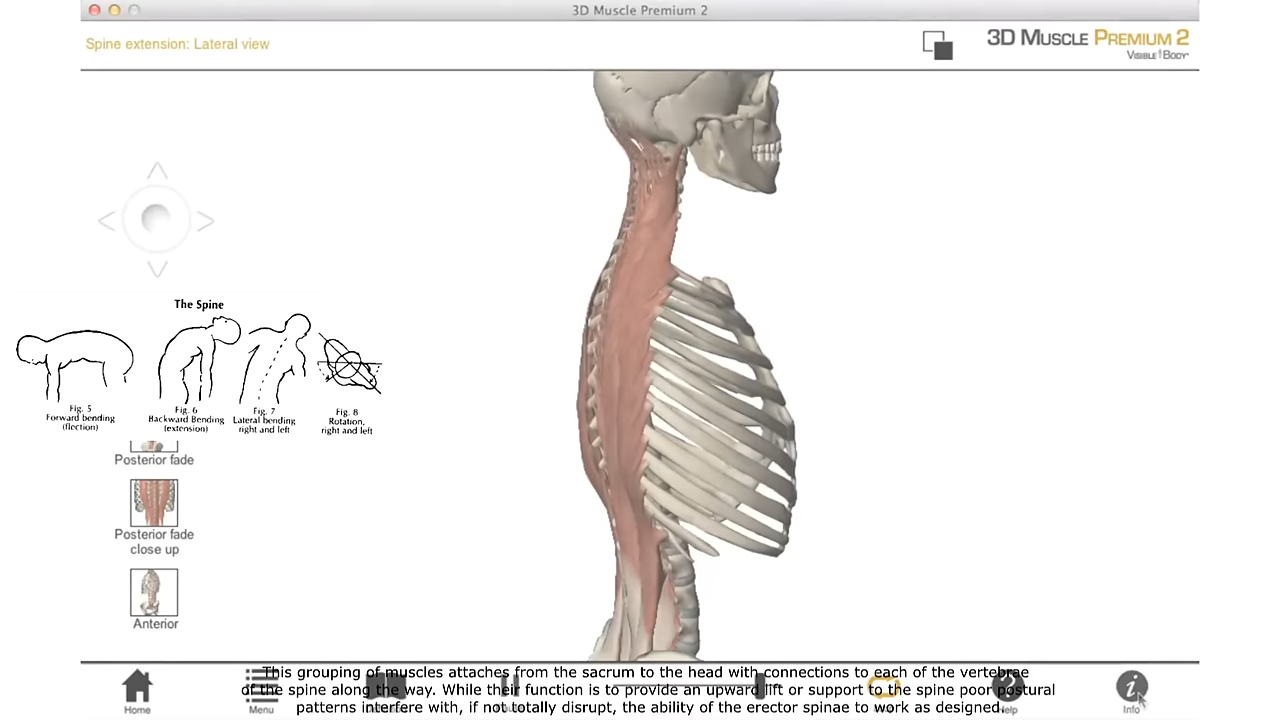 3D Muscle Premium 2
Spine extension: Lateral view
3D MUSCLE PREMIUM 2
VISIBLE BODY
The Spine
Fig. 5
Forward bending
(flection)
Fig. 6
Backward Bending
(extension)
Fig. 7
Lateral bending
right and left
Fig. 8
Rotation,
right and left
Posterior fade
Posterior fade
close up
Anterior
This grouping of muscles attaches from the sacrum to the head with connections to each of the vertebrae
of the spine along the way. While their function is to provide an upward lift or support to the spine poor postural
patterns interfere with, if not totally disrupt, the ability of the erector spinae to work as designed.
Home
Menu
Help
Info